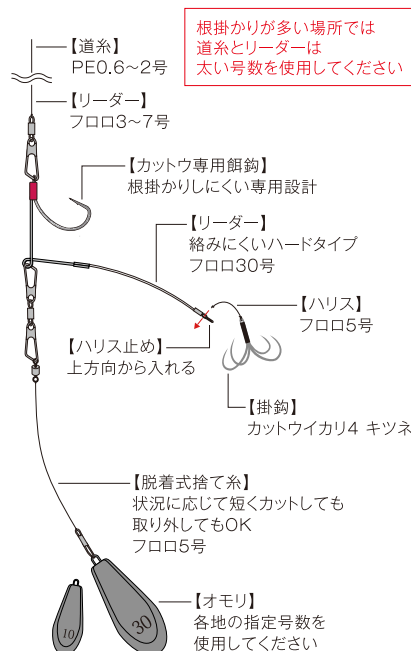 根掛かりが多い場所では
道糸とリーダーは
太い号数を使用してください
【道糸】
PE0.6〜2号
【リーダー】
フロロ3〜7号
【カットウ専用餌鈎】
根掛かりしにくい専用設計
【リーダー】
絡みにくいハードタイプ
フロロ30号
【ハリス】
フロロ5号
【ハリス止め】
上方向から入れる
【掛鈎】
カットウイカリ4 キツネ
【脱着式捨て糸】
状況に応じて短くカットしても
取り外してもOK
フロロ5号
【オモリ】
各地の指定号数を
使用してください
10
30